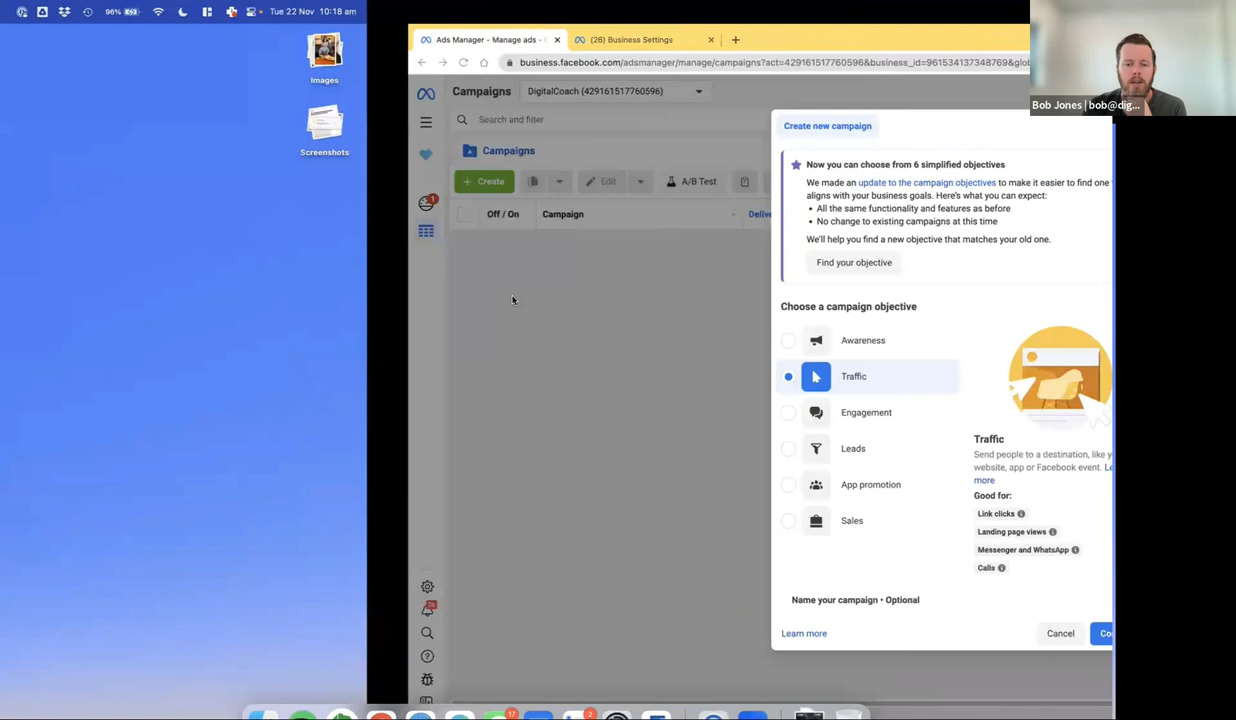 96%
Tue 22 Nov 10:18 am
Images
Screenshots
Ads Manager - Manage ads -
(26) Business Settings
business.facebook.com/adsmanager/manage/campaigns?act=429161517760596&business_id=961534137348769&glob
Bob Jones | bob@dig...
Campaigns
DigitalCoach (429161517760596)
Search and filter
Campaigns
+ Create
Edit
A/B Test
Off / On
Campaign
Create new campaign
Now you can choose from 6 simplified objectives
We made an update to the campaign objectives to make it easier to find one
aligns with your business goals. Here's what you can expect:
• All the same functionality and features as before
• No change to existing campaigns at this time
We'll help you find a new objective that matches your old one.
Find your objective
Choose a campaign objective
Awareness
Traffic
Engagement
Leads
App promotion
Sales
Traffic
Send people to a destination, like y
website, app or Facebook event. Le
more
Good for:
Link clicks
Landing page views
Messenger and WhatsApp
Calls
Name your campaign • Optional
Learn more
Cancel
1
17
2